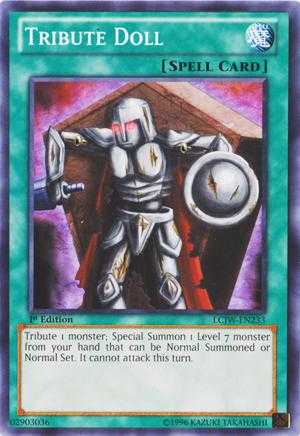 TRIBUTE DOLL
[SPELL CARD]
1st Edition
LCJW-EN233
Tribute 1 monster; Special Summon 1 Level 7 monster
from your hand that can be Normal Summoned or
Normal Set. It cannot attack this turn.
02903036
©1996 KAZUKI TAKAHASHI